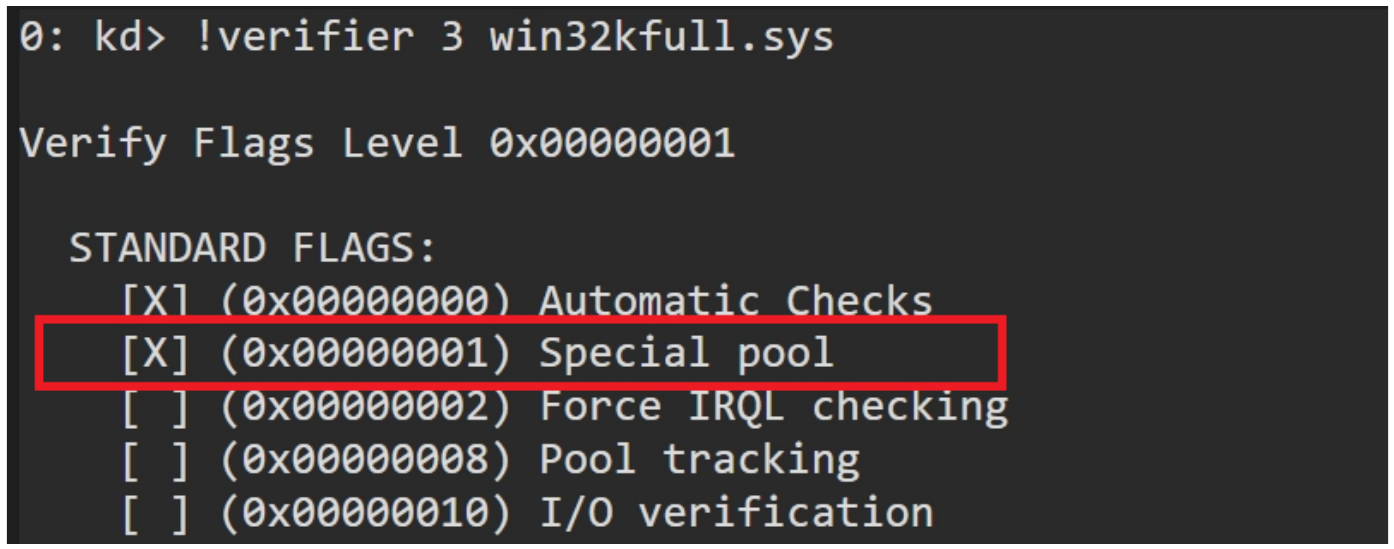 0: kd> !verifier 3 win32kfull.sys
Verify Flags Level 0x00000001
STANDARD FLAGS:
[X] (0x00000000) Automatic Checks
[X] (0x00000001) Special pool
[ ] (0x00000002) Force IRQL checking
[ ] (0x00000008) Pool tracking
[ ] (0x00000010) I/O verification